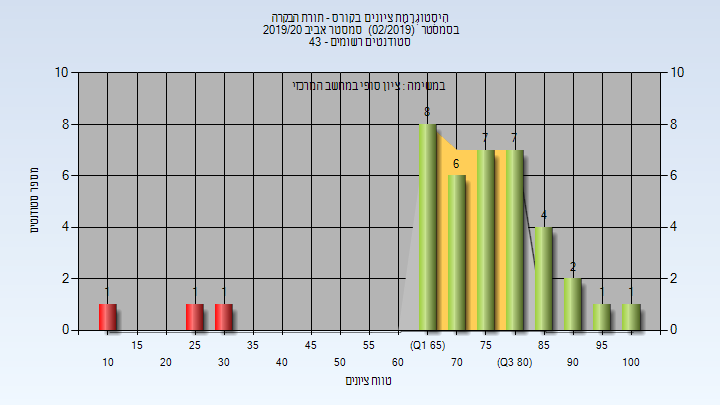 היסטוגרמת ציונים בקורס - תורת הבקרה
בסמסטר (02/2019) סמסטר אביב 2019/20
סטודנטים רשומים - 43
במשימה : ציון סופי במחשב המרכזי
10 10
8 8
6 6
4 4
2 2
0 0
מספר סטודנטים
1 1 1 8 6 7 7 4 2 1 1
15 25 35 45 55 (Q1 65) 75 85 95
10 20 30 40 50 60 70 (Q3 80) 90 100
טווח ציונים